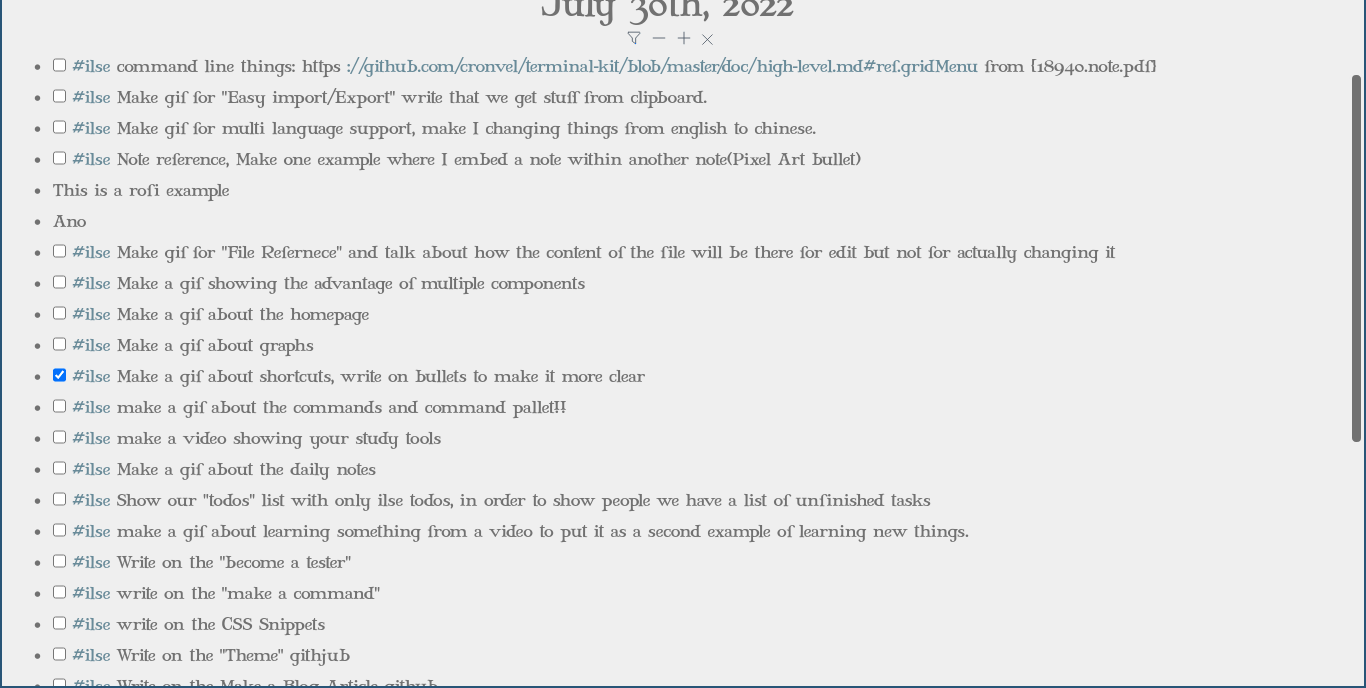 July 30th, 2022
#ilse command line things: https ://github.com/cronvel/terminal-kit/blob/master/doc/high-level.md#ref.gridMenu from [18940.note.pdf]
#ilse Make gif for "Easy import/Export" write that we get stuff from clipboard.
#ilse Make gif for multi language support, make I changing things from english to chinese.
#ilse Note reference, Make one example where I embed a note within another note(Pixel Art bullet)
This is a rofi example
Ano
#ilse Make gif for "File Refernece" and talk about how the content of the file will be there for edit but not for actually changing it
#ilse Make a gif showing the advantage of multiple components
#ilse Make a gif about the homepage
#ilse Make a gif about graphs
#ilse Make a gif about shortcuts, write on bullets to make it more clear
#ilse make a gif about the commands and command pallet!!
#ilse make a video showing your study tools
#ilse Make a gif about the daily notes
#ilse Show our "todos" list with only ilse todos, in order to show people we have a list of unfinished tasks
#ilse make a gif about learning something from a video to put it as a second example of learning new things.
#ilse Write on the "become a tester"
#ilse write on the "make a command"
#ilse write on the CSS Snippets
#ilse Write on the "Theme" githjub
#ilse Write on the Make a Blog Article github